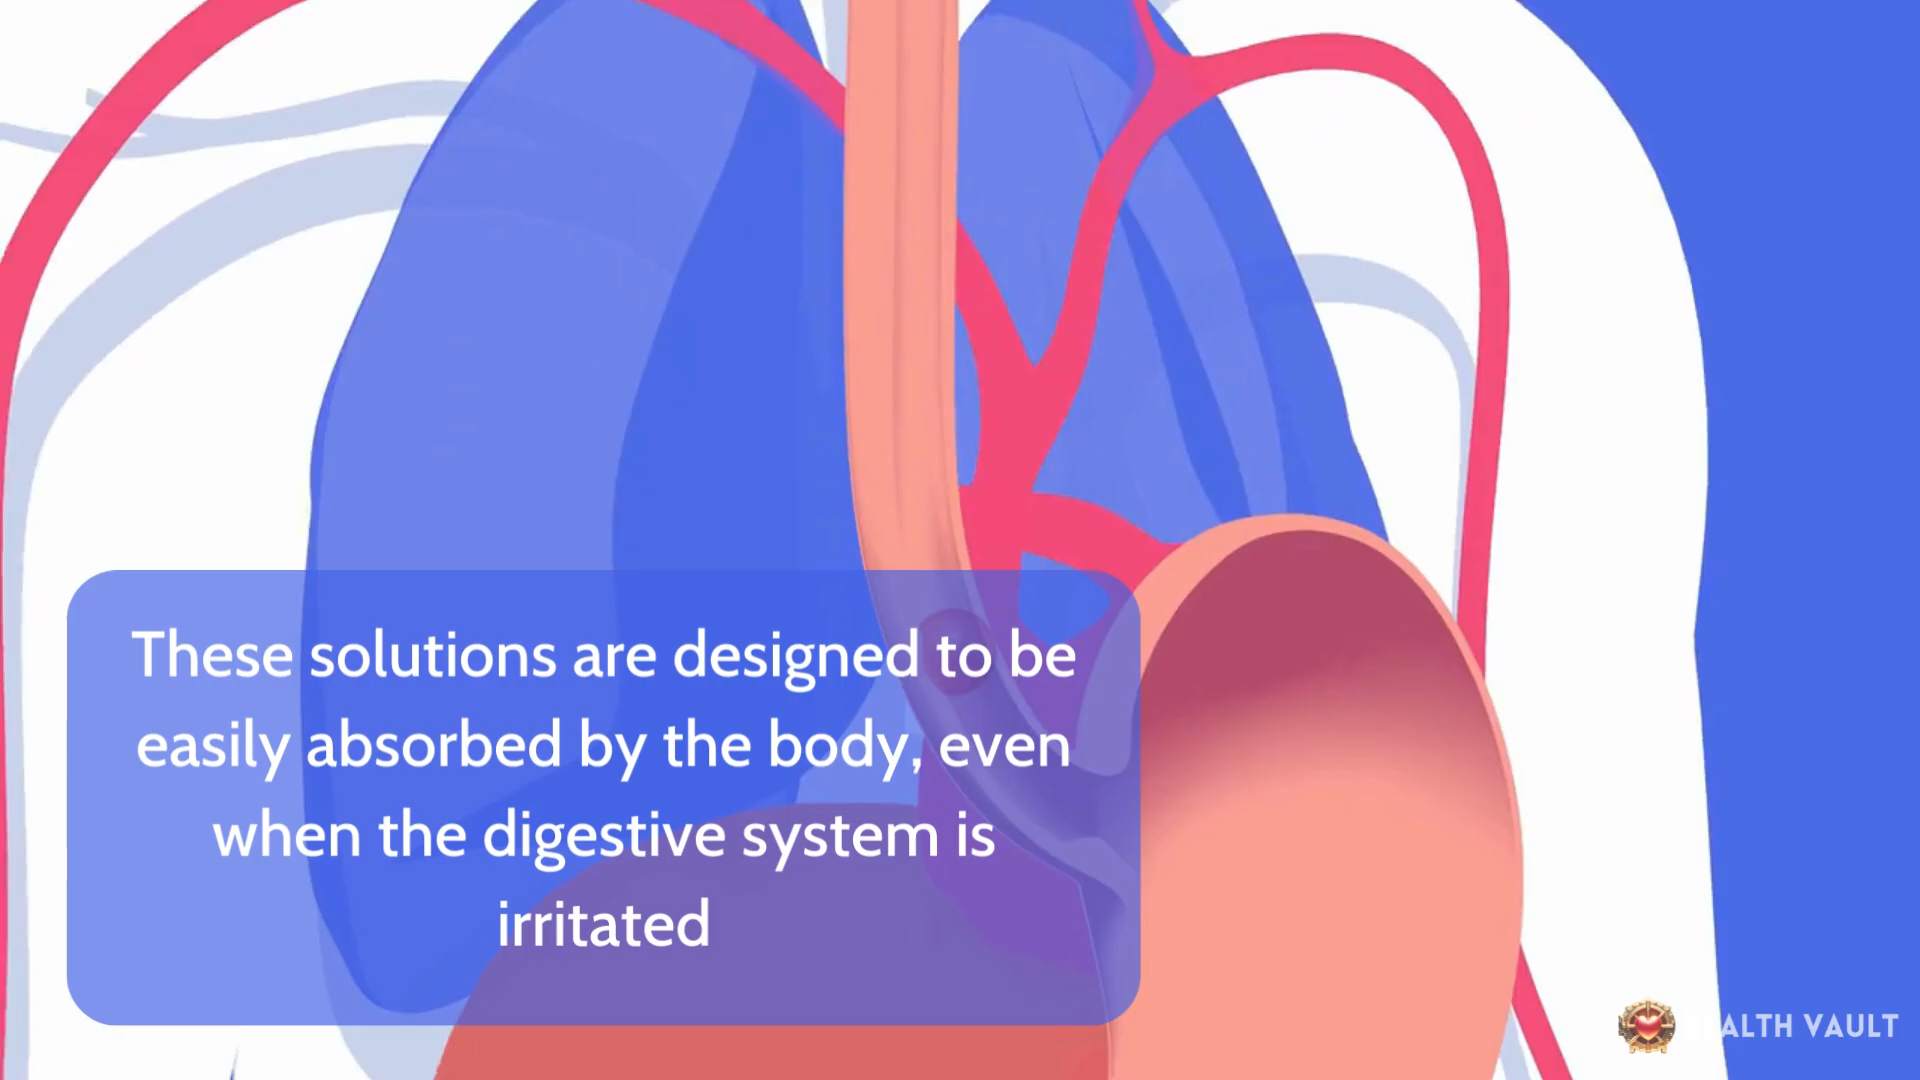 These solutions are designed to be
easily absorbed by the body, even
when the digestive system is
irritated
ALTH VAULT